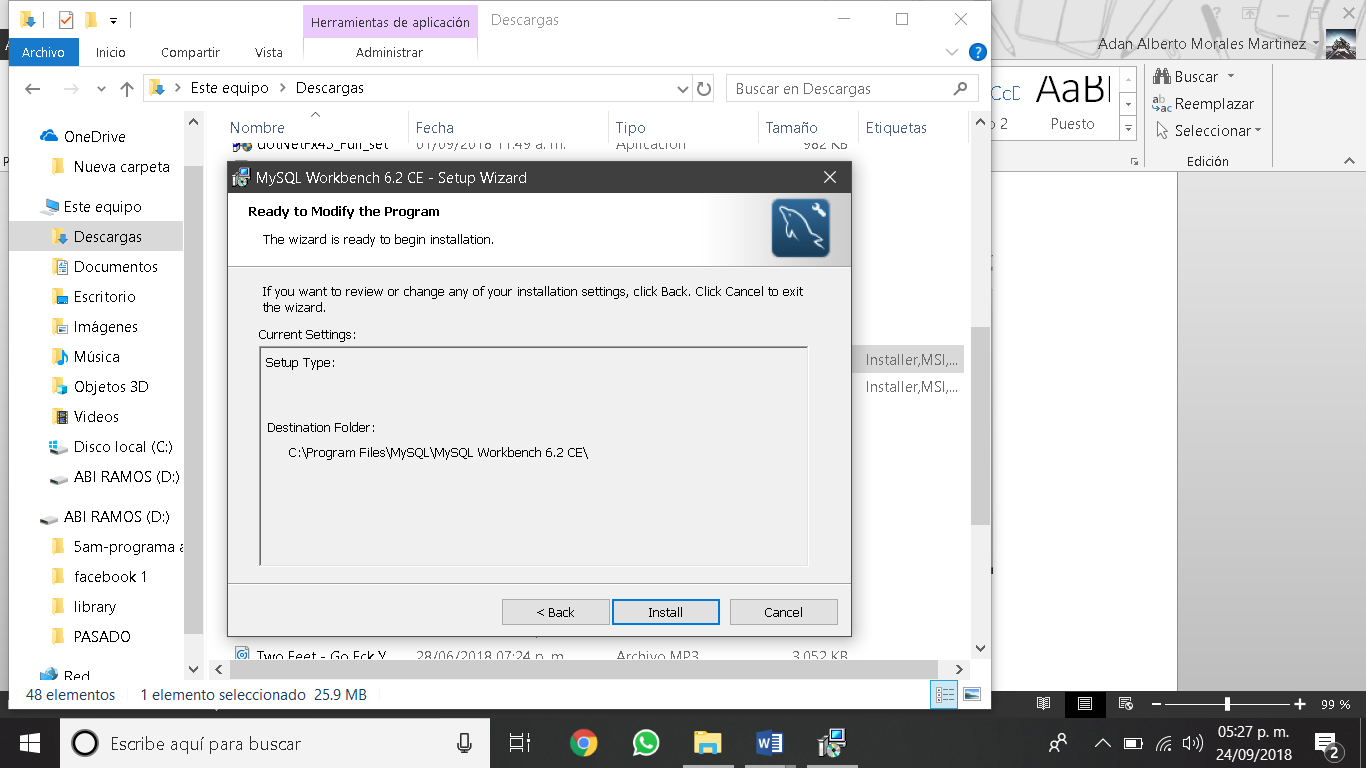 Herramientas de aplicación
Descargas
Archivo
Inicio
Compartir
Vista
Administrar
Este equipo
Descargas
Buscar en Descargas
Nombre
Fecha
Tipo
Tamaño
Etiquetas
dotNetFx45_Full_set
01/09/2018 11:49 a. m.
Aplicación
982 KB
OneDrive
Nueva carpeta
Este equipo
Descargas
Documentos
Escritorio
Imágenes
Música
Objetos 3D
Videos
Disco local (C:)
ABI RAMOS (D:)
ABI RAMOS (D:)
5am-programa a
facebook 1
library
PASADO
Red
MySQL Workbench 6.2 CE - Setup Wizard
Ready to Modify the Program
The wizard is ready to begin installation.
If you want to review or change any of your installation settings, click Back. Click Cancel to exit
the wizard.
Current Settings:
Setup Type:
Destination Folder:
C:\Program Files\MySQL\MySQL Workbench 6.2 CE\
< Back
Install
Cancel
Installer,MSI,...
Installer,MSI,...
Two Feet - Go Fck Y
28/06/2018 07:24 p. m.
Archivo MP3
3,052 KB
48 elementos
1 elemento seleccionado 25.9 MB
Adan Alberto Morales Martinez
AaBl
Puesto
Buscar
Reemplazar
Seleccionar
Edición
99 %
Escribe aquí para buscar
05:27 p. m.
24/09/2018
2